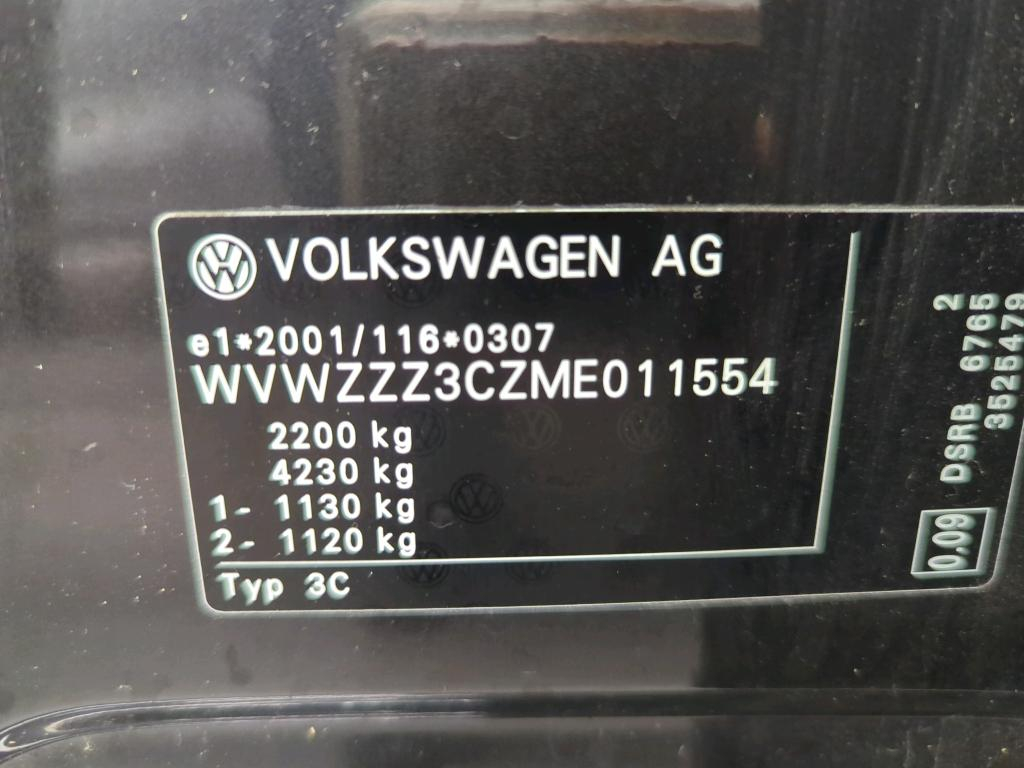 VOLKSWAGEN AG
e1*2001/116*0307
WVWZZZ3CZME011554
2200 kg
4230 kg
1- 1130 kg
2- 1120 kg
Typ 3C
0.09 DSRB 6765 2
3525479